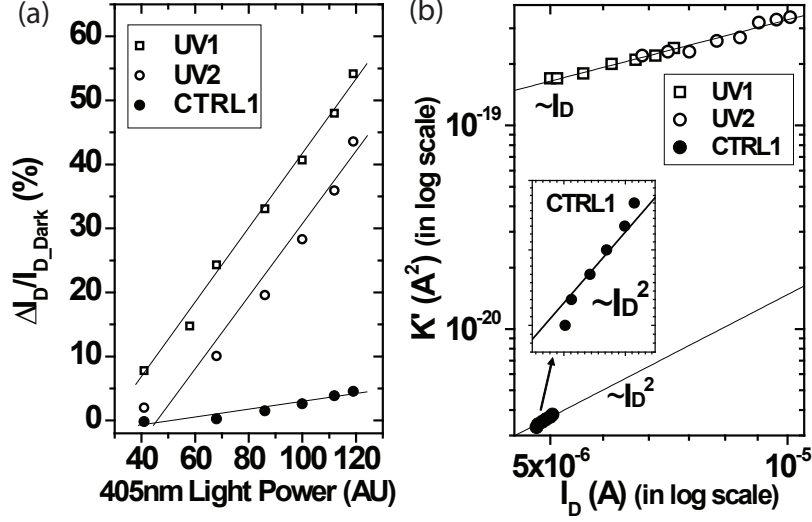 (a)
UV1
UV2
CTRL1
60
50
40
30
20
10
0
ΔI_D/I_D_Dark (%)
40 60 80 100 120
405nm Light Power (AU)
(b)
10^-19
10^-20
K' (A²) (in log scale)
~I_D
UV1
UV2
CTRL1
CTRL1
~I_D²
~I_D²
5x10^-6 10^-5
I_D (A) (in log scale)